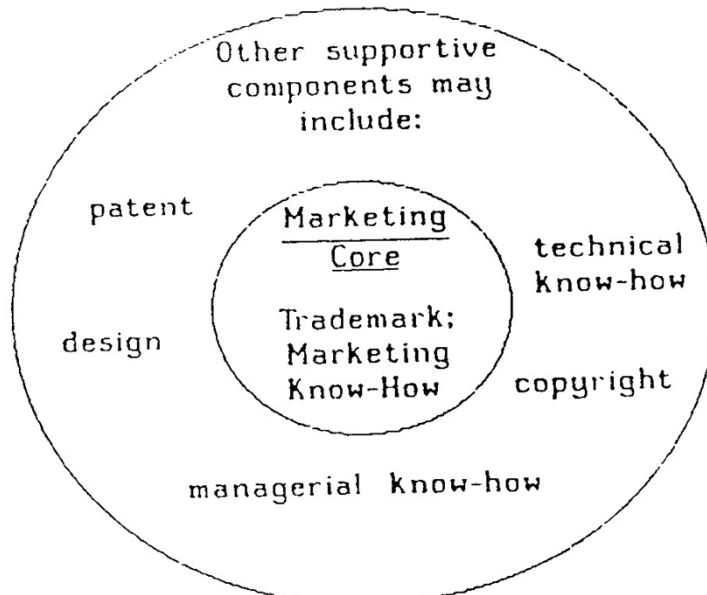 Other supportive
components may
include:
patent
Marketing
Core
technical
know-how
Trademark;
Marketing
Know-How
design
copyright
managerial know-how